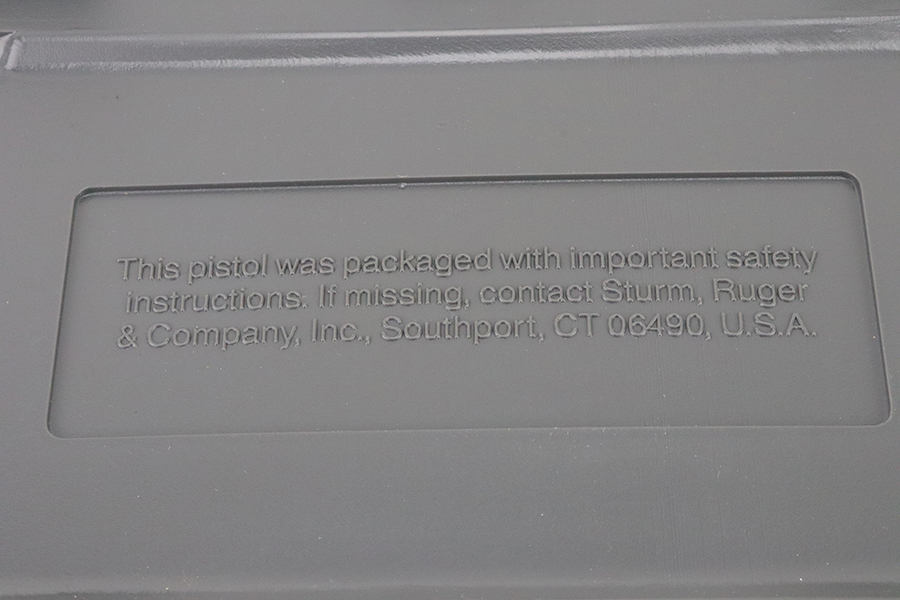 This pistol was packaged with important safety
instructions. If missing, contact Sturm, Ruger
& Company, Inc., Southport, CT 06490, U.S.A.